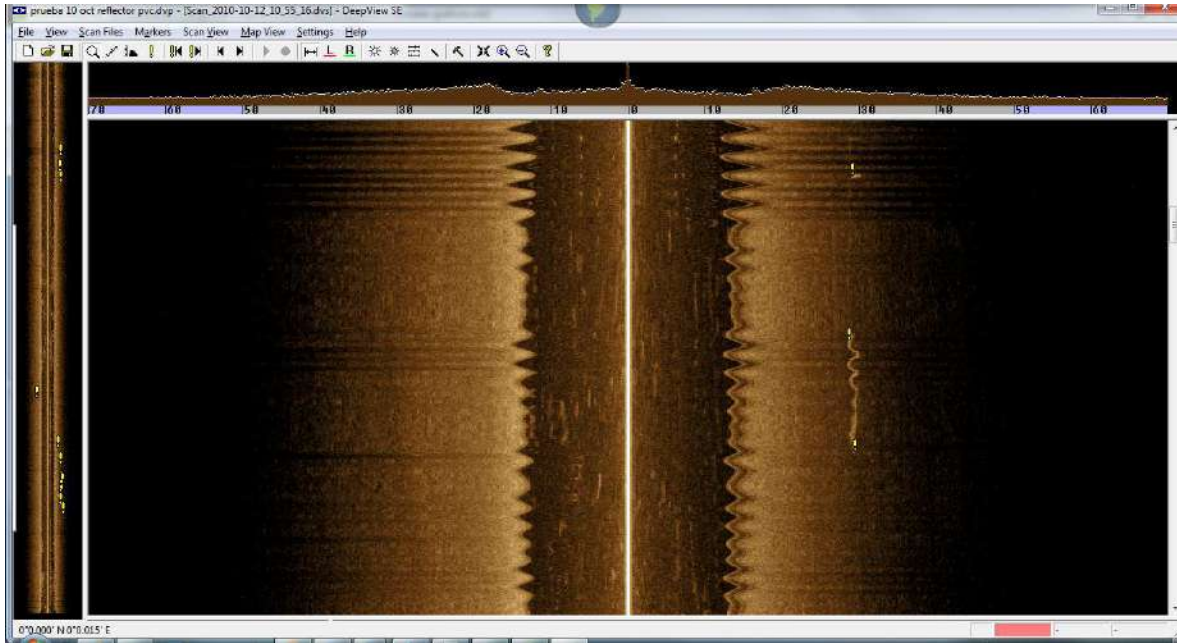 prueba 10 oct reflector pvc.dvp - [Scan_2010-10-12_10_55_16.dvs] - DeepView SE
File View Scan Files Markers Scan View Map View Settings Help
L R
70 60 50 40 30 20 10 0 10 20 30 40 50 60
0°0.000' N 0°0.015' E